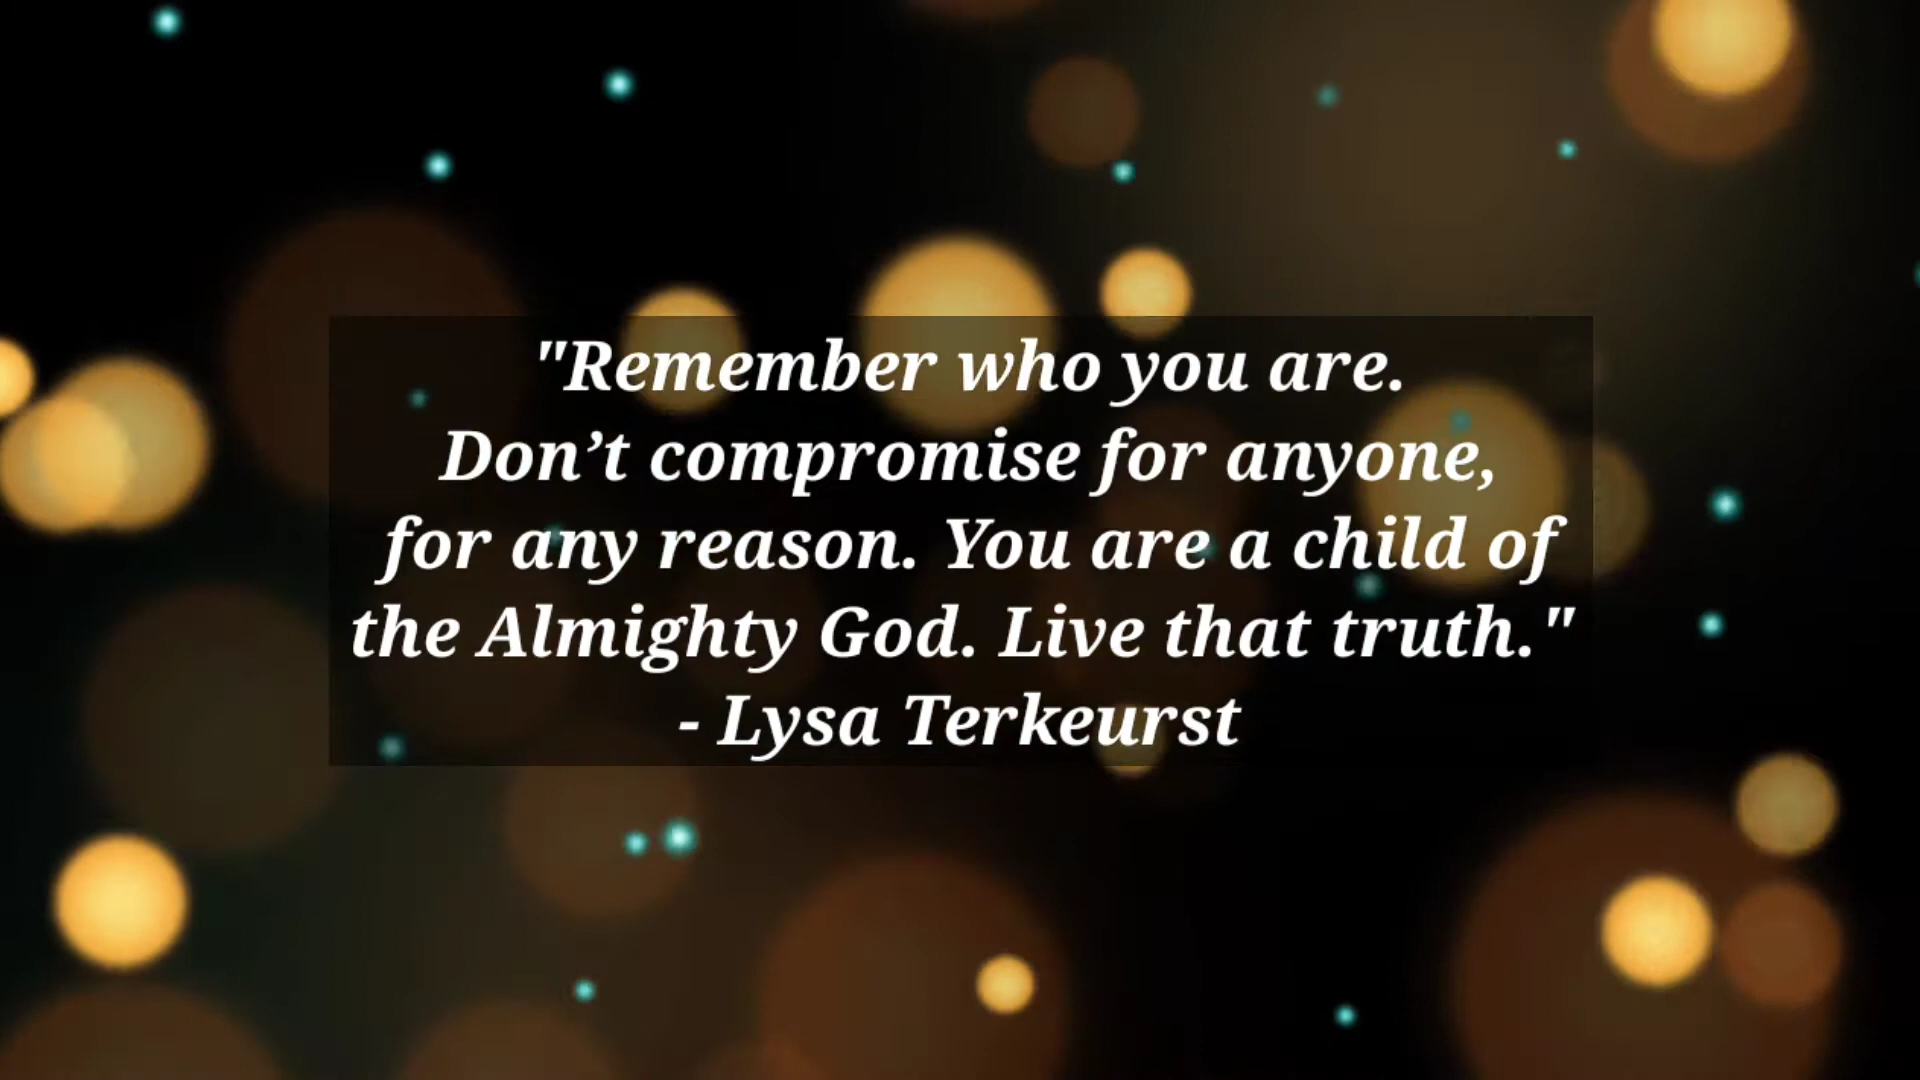 "Remember who you are.
Don’t compromise for anyone,
for any reason. You are a child of
the Almighty God. Live that truth."
- Lysa Terkeurst